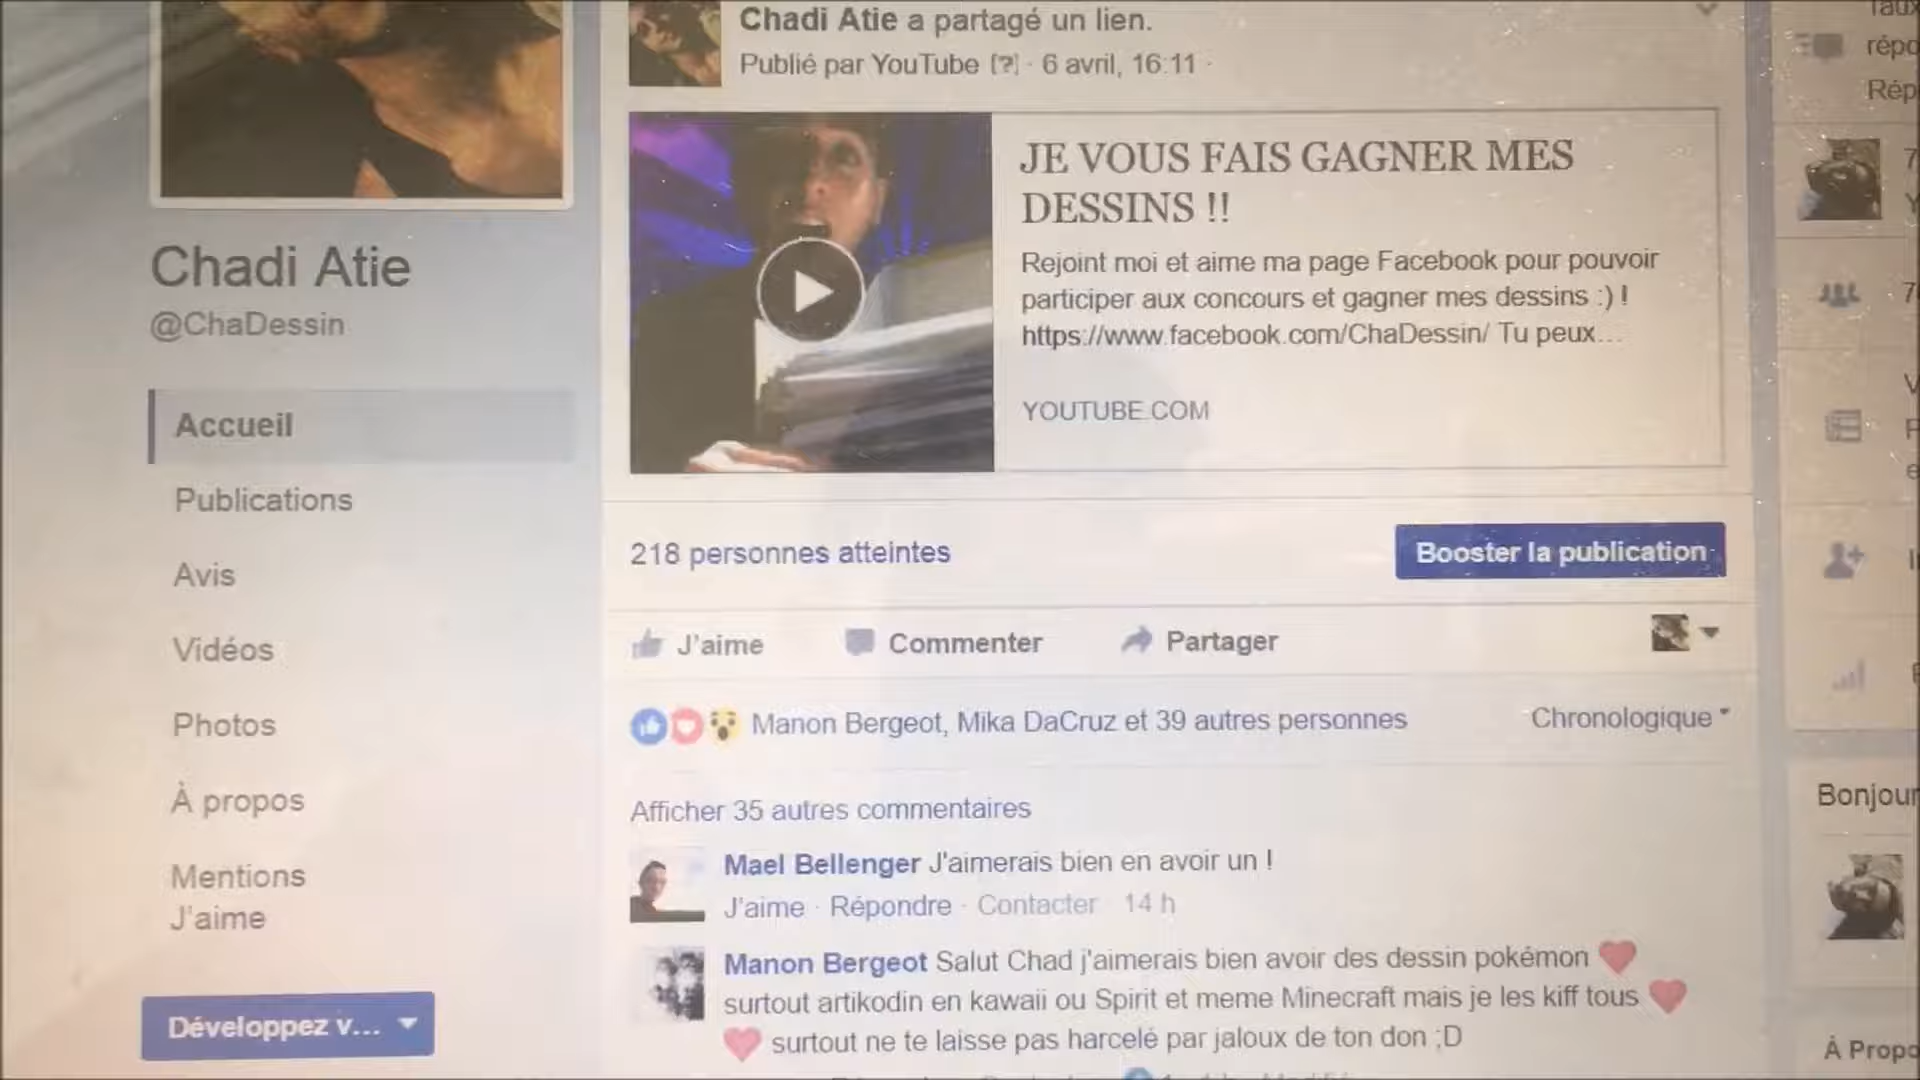 Chadi Atie a partagé un lien.
Publié par YouTube [?] · 6 avril, 16:11 ·
JE VOUS FAIS GAGNER MES
DESSINS !!
Rejoint moi et aime ma page Facebook pour pouvoir
participer aux concours et gagner mes dessins :) !
https://www.facebook.com/ChaDessin/ Tu peux...
YOUTUBE.COM
Chadi Atie
@ChaDessin
Accueil
Publications
Avis
Vidéos
Photos
À propos
Mentions
J'aime
Développez v...
218 personnes atteintes
Booster la publication
J'aime
Commenter
Partager
Manon Bergeot, Mika DaCruz et 39 autres personnes
Chronologique
Afficher 35 autres commentaires
Mael Bellenger J'aimerais bien en avoir un !
J'aime · Répondre · Contacter · 14 h
Manon Bergeot Salut Chad j'aimerais bien avoir des dessin pokémon
surtout artikodin en kawaii ou Spirit et meme Minecraft mais je les kiff tous
surtout ne te laisse pas harcelé par jaloux de ton don ;D
répo
Rép
Bonjour
À Propo